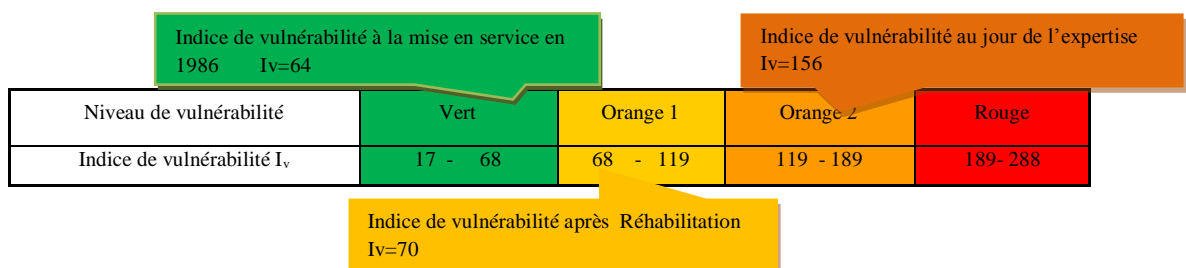 Indice de vulnérabilité à la mise en service en
1986 Iv=64
Indice de vulnérabilité au jour de l’expertise
Iv=156
Niveau de vulnérabilité Vert Orange 1 Orange 2 Rouge
Indice de vulnérabilité Iv 17 - 68 68 - 119 119 - 189 189- 288
Indice de vulnérabilité après Réhabilitation
Iv=70